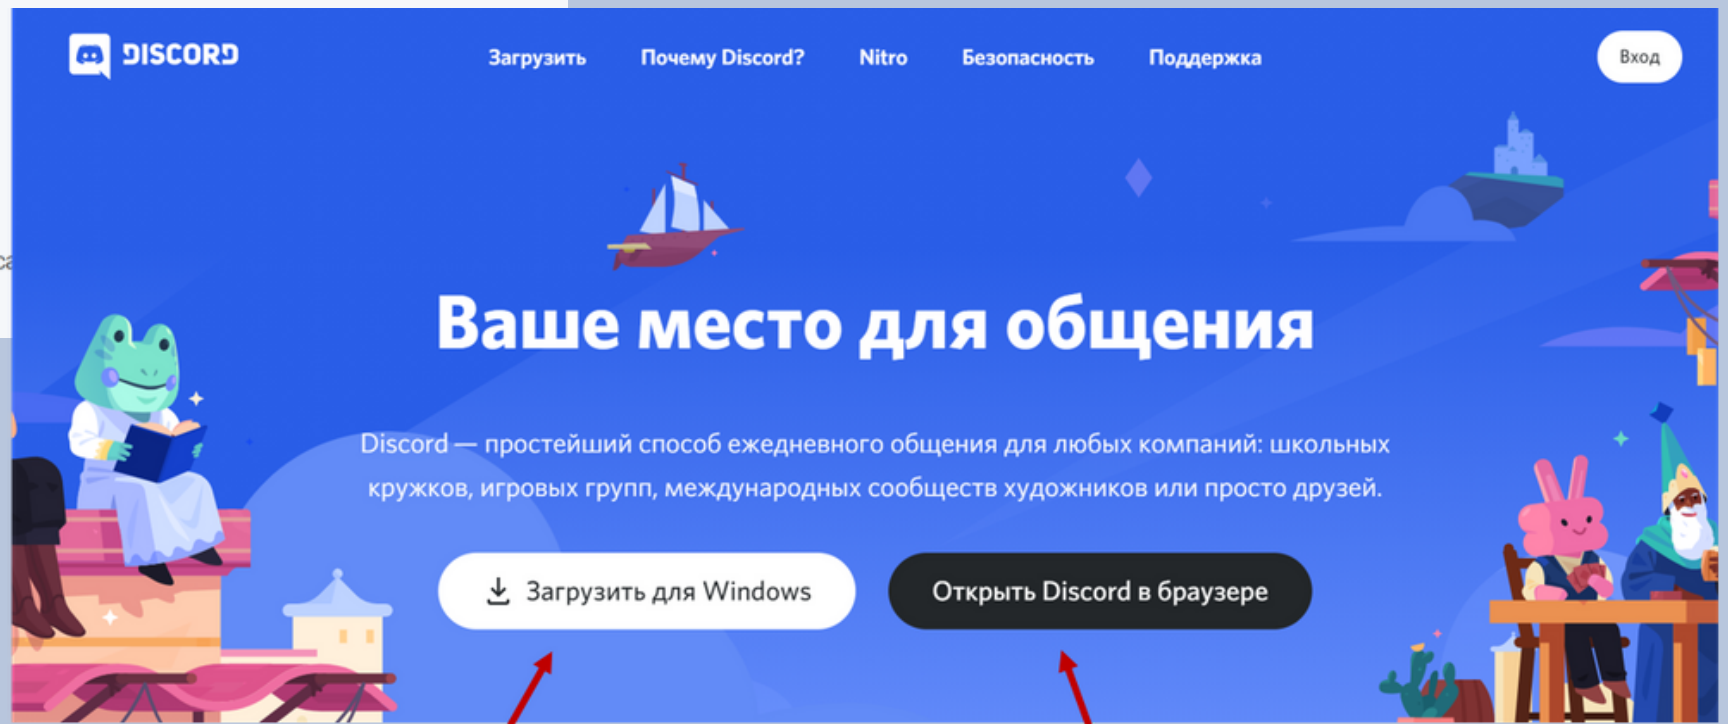 DISCORD
Загрузить
Почему Discord?
Nitro
Безопасность
Поддержка
Вход
Ваше место для общения
Discord — простейший способ ежедневного общения для любых компаний: школьных
кружков, игровых групп, международных сообществ художников или просто друзей.
Загрузить для Windows
Открыть Discord в браузере